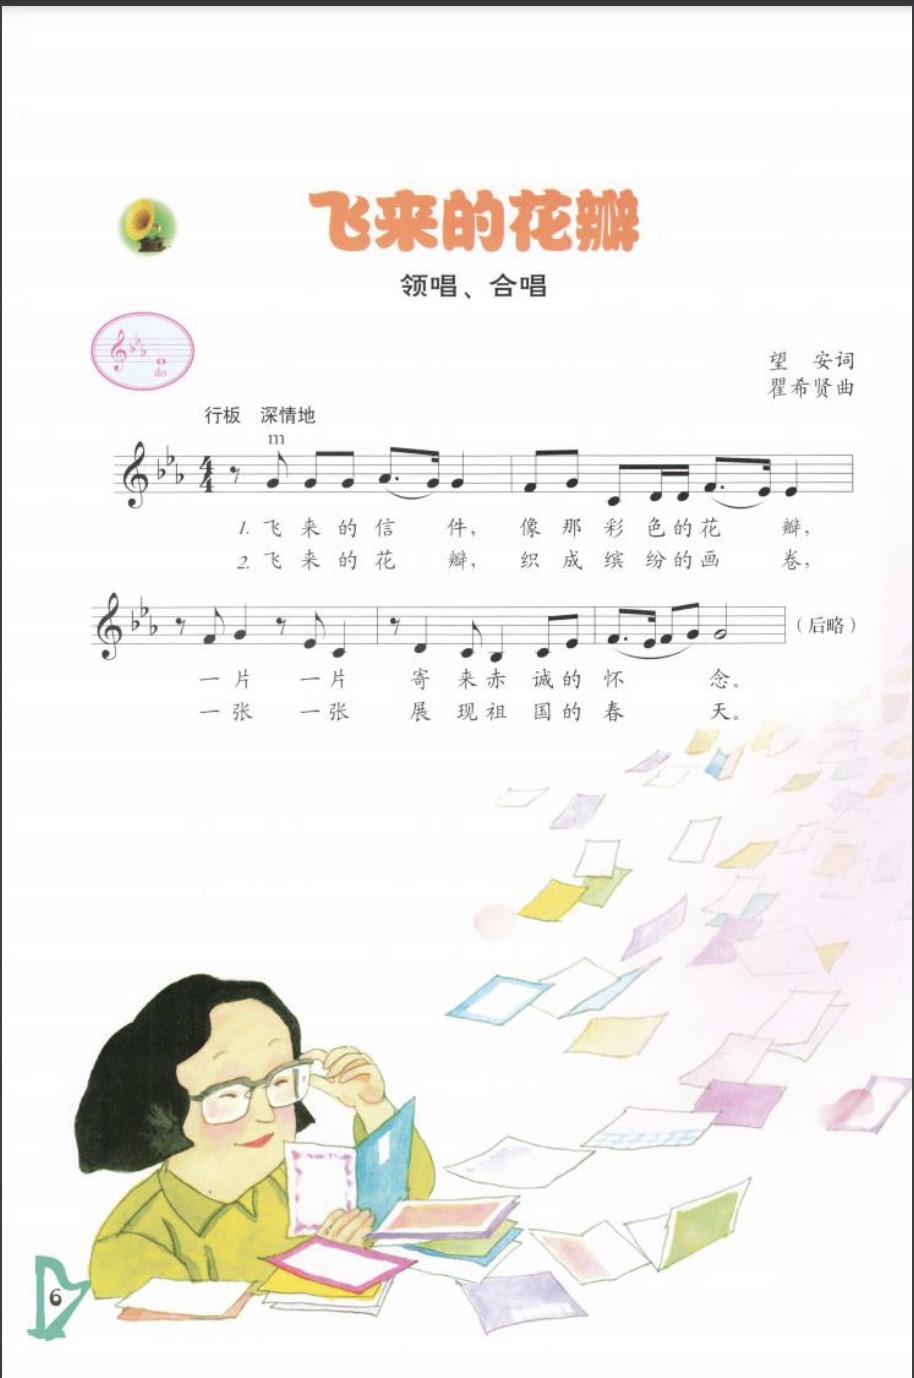 飞来的花瓣
领唱、合唱
do
望 安词
瞿希贤曲
行板 深情地
m
4
4
1. 飞 来 的 信 件， 像 那 彩 色 的 花 瓣，
2. 飞 来 的 花 瓣， 织 成 缤 纷 的 画 卷，
（后略）
一 片 一 片 寄 来 赤 诚 的 怀 念。
一 张 一 张 展 现 祖 国 的 春 天。
6